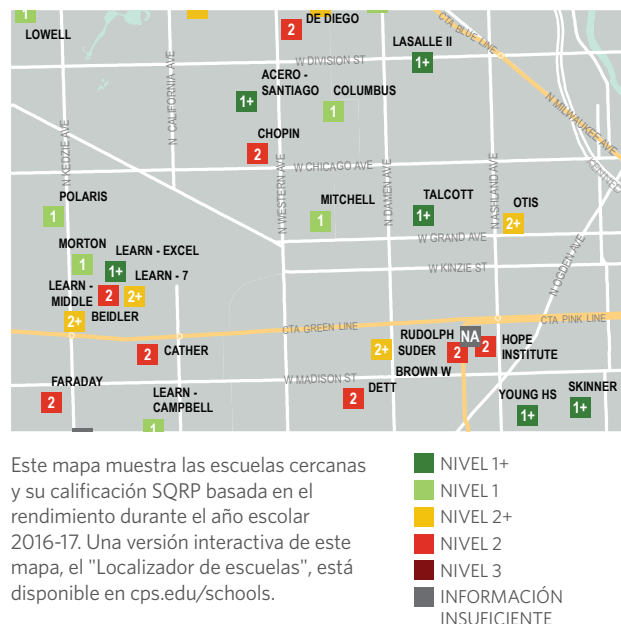 DE DIEGO
LOWELL
2
CTA BLUE LINE
LASALLE II
W DIVISION ST
1+
N CALIFORNIA AVE
ACERO -
SANTIAGO
COLUMBUS
1+
1
N MILWAUKEE AVE
CHOPIN
2
N KEDZIE AVE
N WESTERN AVE
W CHICAGO AVE
N DAMEN AVE
N ASHLAND AVE
POLARIS
1
MITCHELL
1
TALCOTT
1+
OTIS
2+
W GRAND AVE
MORTON
1
LEARN - EXCEL
1+
LEARN - 7
2+
LEARN -
MIDDLE
2
W KINZIE ST
N OGDEN AVE
BEIDLER
2+
CTA GREEN LINE
CTA PINK LINE
CATHER
2
2+
RUDOLPH
SUDER
NA
2
2
HOPE
INSTITUTE
BROWN W
W MADISON ST
FARADAY
2
LEARN -
CAMPBELL
1
DETT
2
YOUNG HS
1+
SKINNER
1+
Este mapa muestra las escuelas cercanas
y su calificación SQRP basada en el
rendimiento durante el año escolar
2016-17. Una versión interactiva de este
mapa, el "Localizador de escuelas", está
disponible en cps.edu/schools.
NIVEL 1+
NIVEL 1
NIVEL 2+
NIVEL 2
NIVEL 3
INFORMACIÓN
INSUFICIENTE